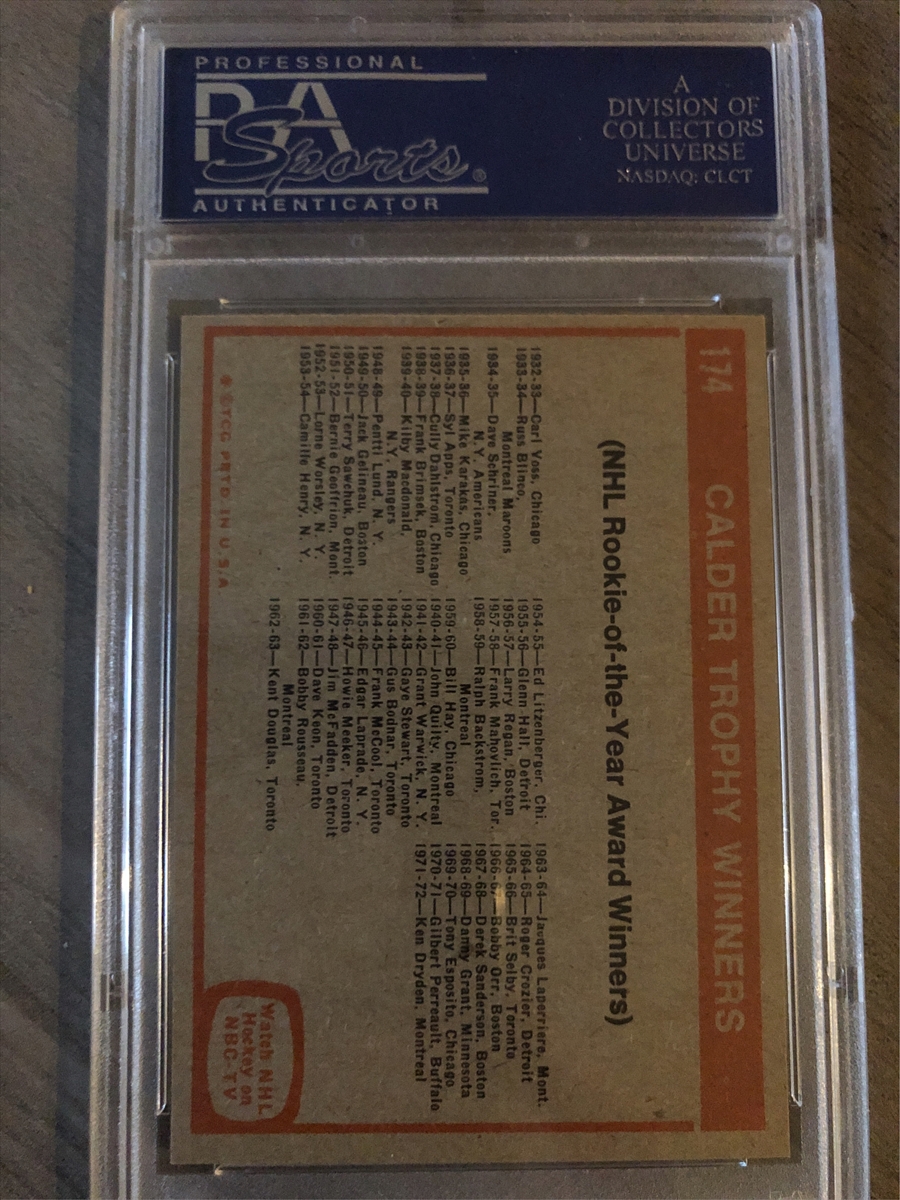 PROFESSIONAL
PSA
Sports®
AUTHENTICATOR
A
DIVISION OF
COLLECTORS
UNIVERSE
NASDAQ: CLCT
174 CALDER TROPHY WINNERS
(NHL Rookie-of-the-Year Award Winners)
1932-33—Carl Voss, Chicago
1933-34—Russ Blinco,
Montreal Maroons
1934-35—Dave Schriner,
N.Y. Americans
1935-36—Mike Karakas, Chicago
1936-37—Syl Apps, Toronto
1937-38—Cully Dahlstrom, Chicago
1938-39—Frank Brimsek, Boston
1939-40—Kilby Macdonald,
N.Y. Rangers
1948-49—Pentti Lund, N. Y.
1949-50—Jack Gelineau, Boston
1950-51—Terry Sawchuk, Detroit
1951-52—Bernie Geoffrion, Mont.
1952-53—Lorne Worsley, N. Y.
1953-54—Camille Henry, N. Y.
1954-55—Ed Litzenberger, Chi.
1955-56—Glenn Hall, Detroit
1956-57—Larry Regan, Boston
1957-58—Frank Mahovlich, Tor.
1958-59—Ralph Backstrom,
Montreal
1959-60—Bill Hay, Chicago
1940-41—John Quilty, Montreal
1941-42—Grant Warwick, N. Y.
1942-43—Gaye Stewart, Toronto
1943-44—Gus Bodnar, Toronto
1944-45—Frank McCool, Toronto
1945-46—Edgar Laprade, N. Y.
1946-47—Howie Meeker, Toronto
1947-48—Jim McFadden, Detroit
1960-61—Dave Keon, Toronto
1961-62—Bobby Rousseau,
Montreal
1962-63—Kent Douglas, Toronto
1963-64—Jacques Laperriere, Mont.
1964-65—Roger Crozier, Detroit
1965-66—Brit Selby, Toronto
1966-67—Bobby Orr, Boston
1967-68—Derek Sanderson, Boston
1968-69—Danny Grant, Minnesota
1969-70—Tony Esposito, Chicago
1970-71—Gilbert Perreault, Buffalo
1971-72—Ken Dryden, Montreal
TCG PRTD IN U.S.A
Watch NHL
Hockey on
NBC-TV